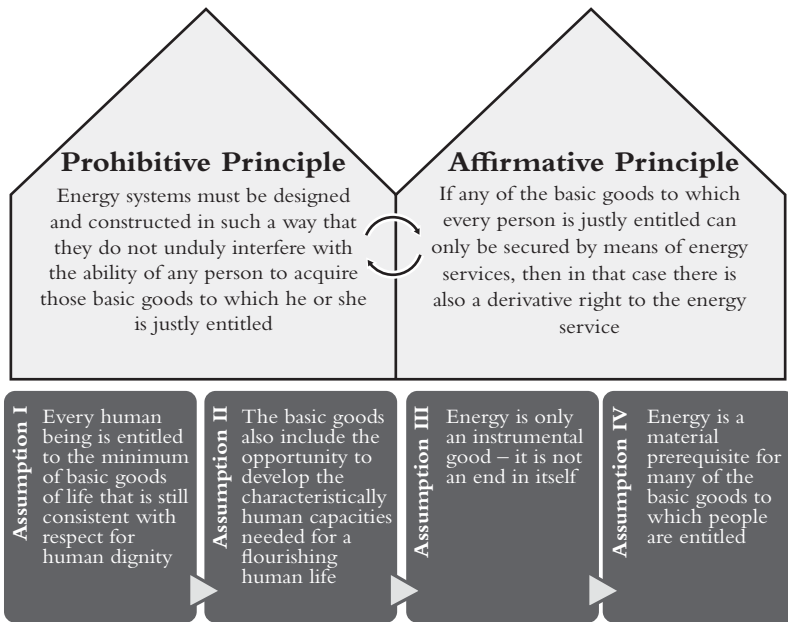 Prohibitive Principle
Energy systems must be designed
and constructed in such a way that
they do not unduly interfere with
the ability of any person to acquire
those basic goods to which he or she
is justly entitled
Affirmative Principle
If any of the basic goods to which
every person is justly entitled can
only be secured by means of energy
services, then in that case there is
also a derivative right to the energy
service
Assumption I
Every human
being is entitled
to the minimum
of basic goods
of life that is still
consistent with
respect for
human dignity
Assumption II
The basic goods
also include the
opportunity to
develop the
characteristically
human capacities
needed for a
flourishing
human life
Assumption III
Energy is only
an instrumental
good – it is not
an end in itself
Assumption IV
Energy is a
material
prerequisite for
many of the
basic goods to
which people
are entitled